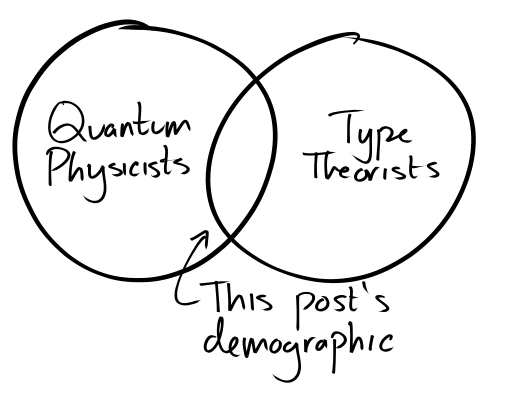 Quantum
Physicists
Type
Theorists
This post's
demographic